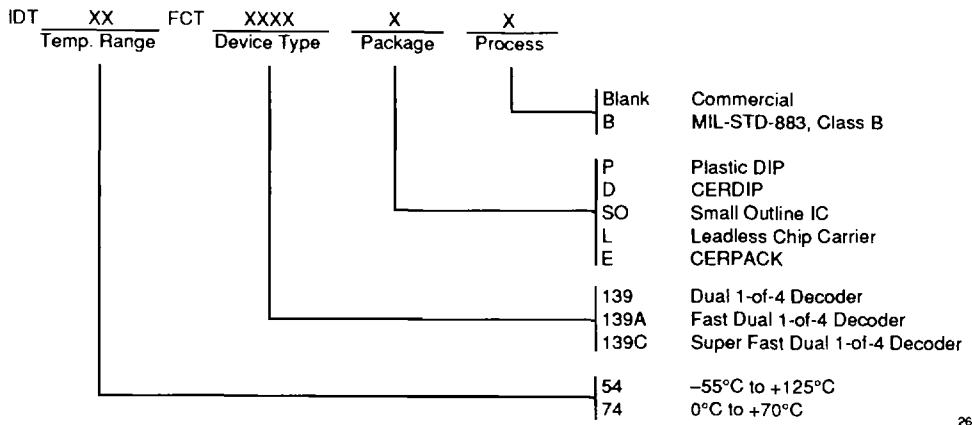 IDT XX FCT XXXX X X
Temp. Range Device Type Package Process
Blank Commercial
B MIL-STD-883, Class B
P Plastic DIP
D CERDIP
SO Small Outline IC
L Leadless Chip Carrier
E CERPACK
139 Dual 1-of-4 Decoder
139A Fast Dual 1-of-4 Decoder
139C Super Fast Dual 1-of-4 Decoder
54 –55°C to +125°C
74 0°C to +70°C
26